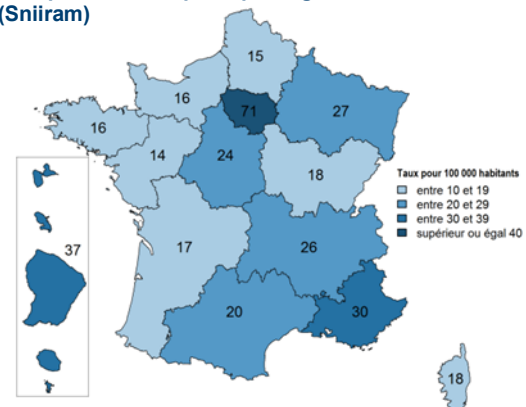 (Sniiram)
15
16
71
27
16
14
24
18
Taux pour 100 000 habitants
entre 10 et 19
entre 20 et 29
entre 30 et 39
supérieur ou égal 40
37
17
26
20
30
18